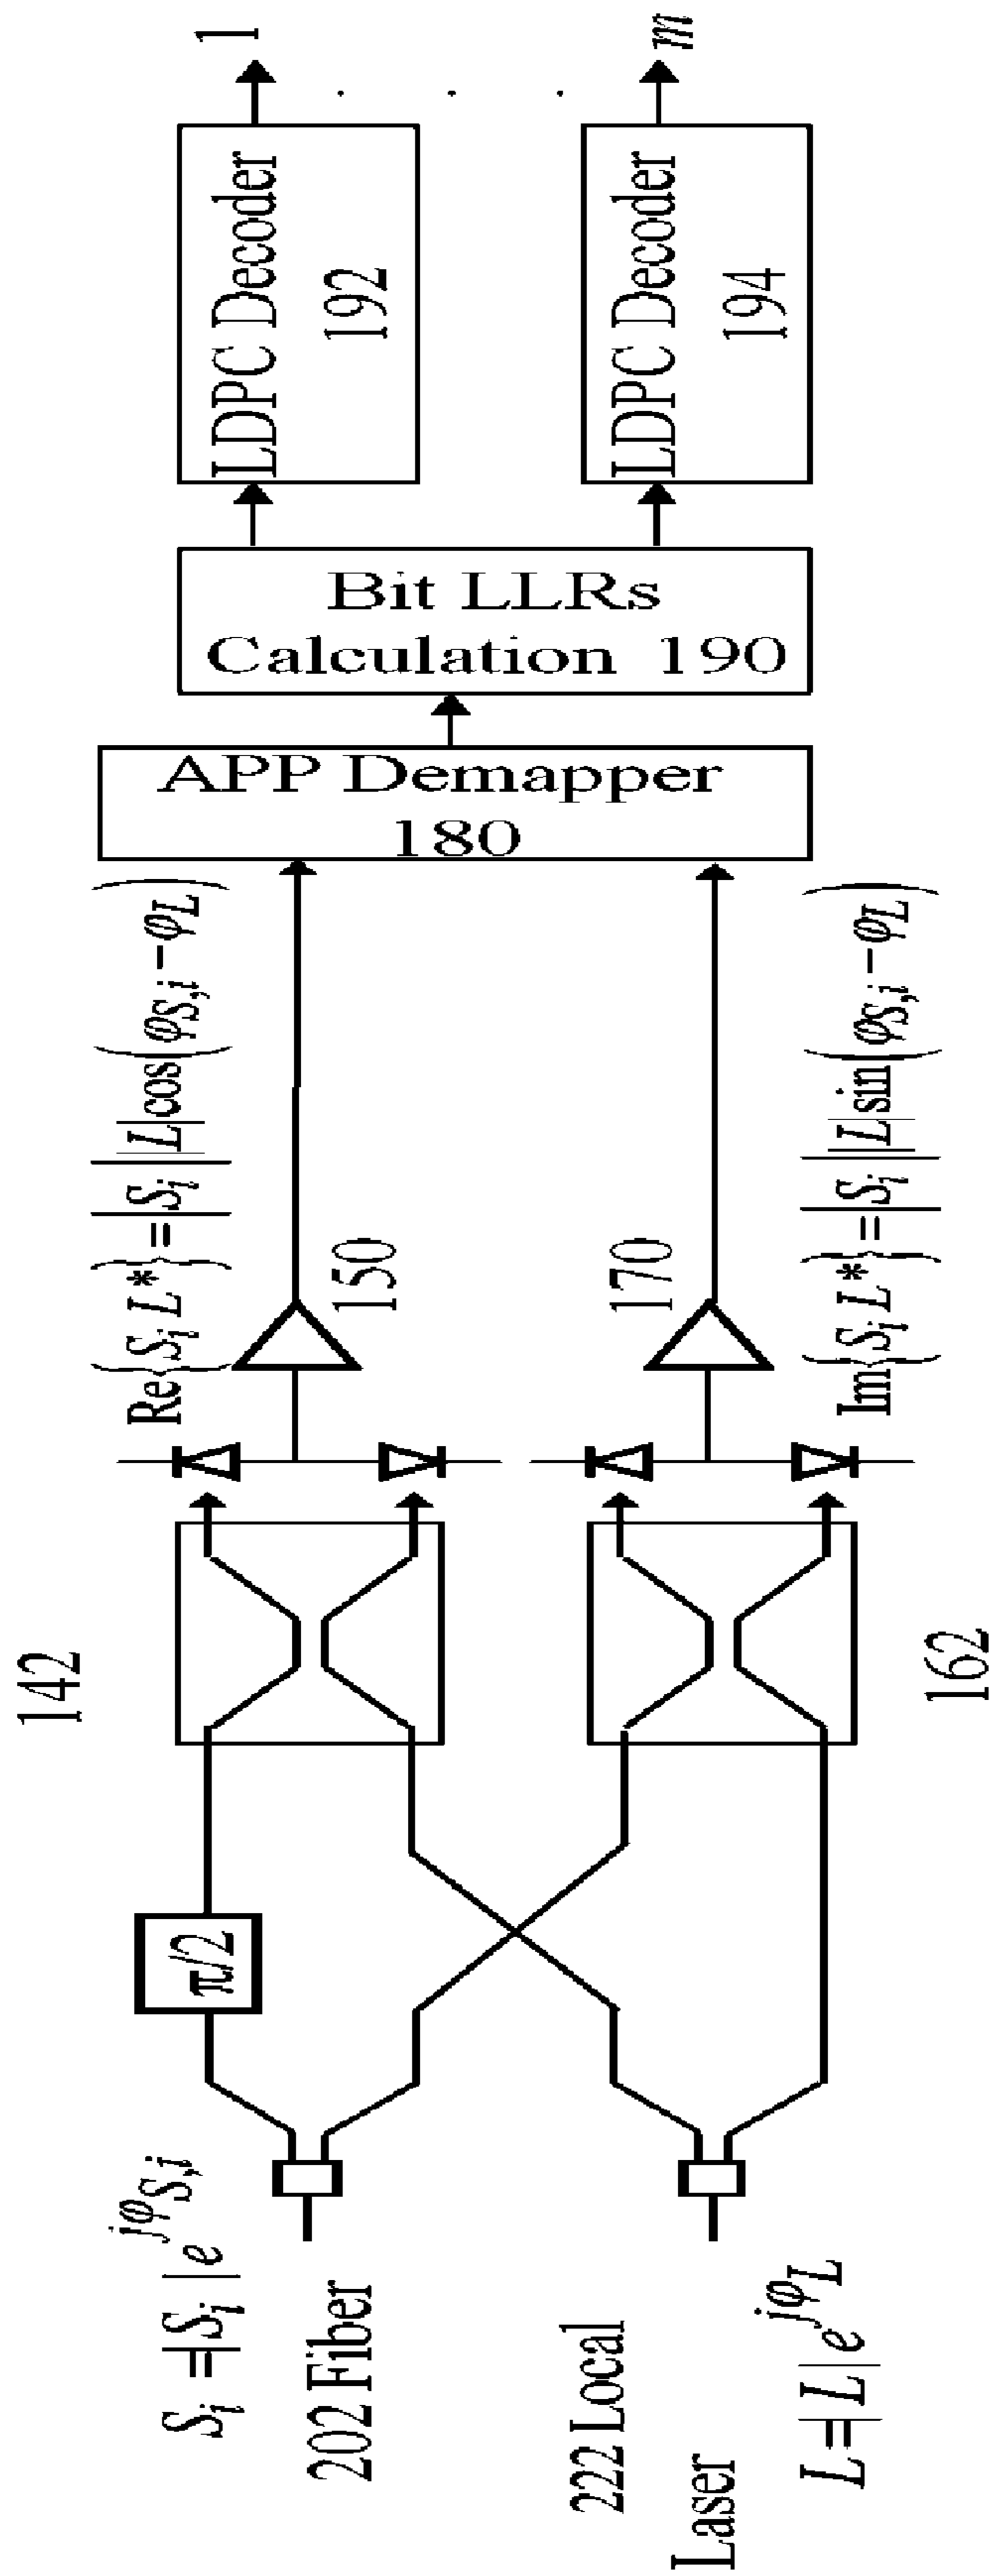 S_i = |S_i| e^{jφ_{S,i}}
202 Fiber
222 Local
Laser
L = |L| e^{jφ_L}
π/2
142
162
Re{S_i L*} = |S_i||L| cos(φ_{S,i} − φ_L)
150
170
Im{S_i L*} = |S_i||L| sin(φ_{S,i} − φ_L)
APP Demapper
180
Bit LLRs
Calculation 190
LDPC Decoder
192
LDPC Decoder
194
1
. . .
m